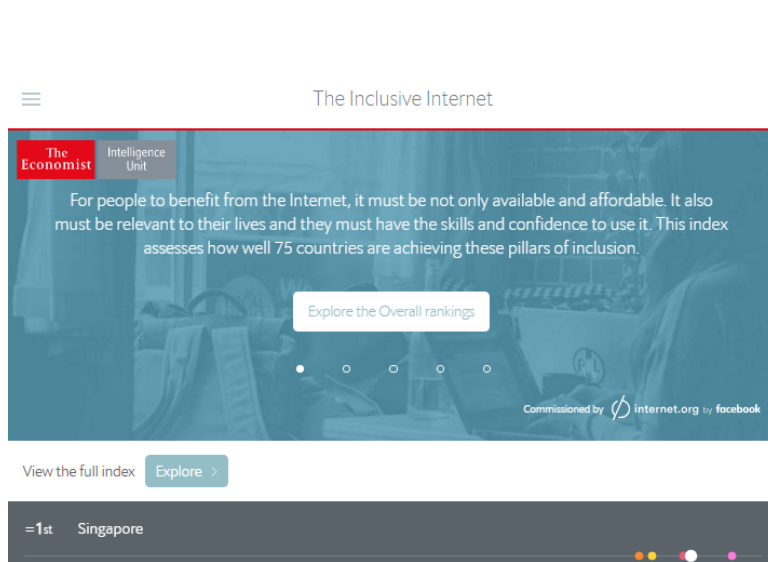 The Inclusive Internet
The Economist
Intelligence Unit
For people to benefit from the Internet, it must be not only available and affordable. It also
must be relevant to their lives and they must have the skills and confidence to use it. This index
assesses how well 75 countries are achieving these pillars of inclusion.
Explore the Overall rankings
Commissioned by internet.org by facebook
View the full index Explore >
=1st Singapore